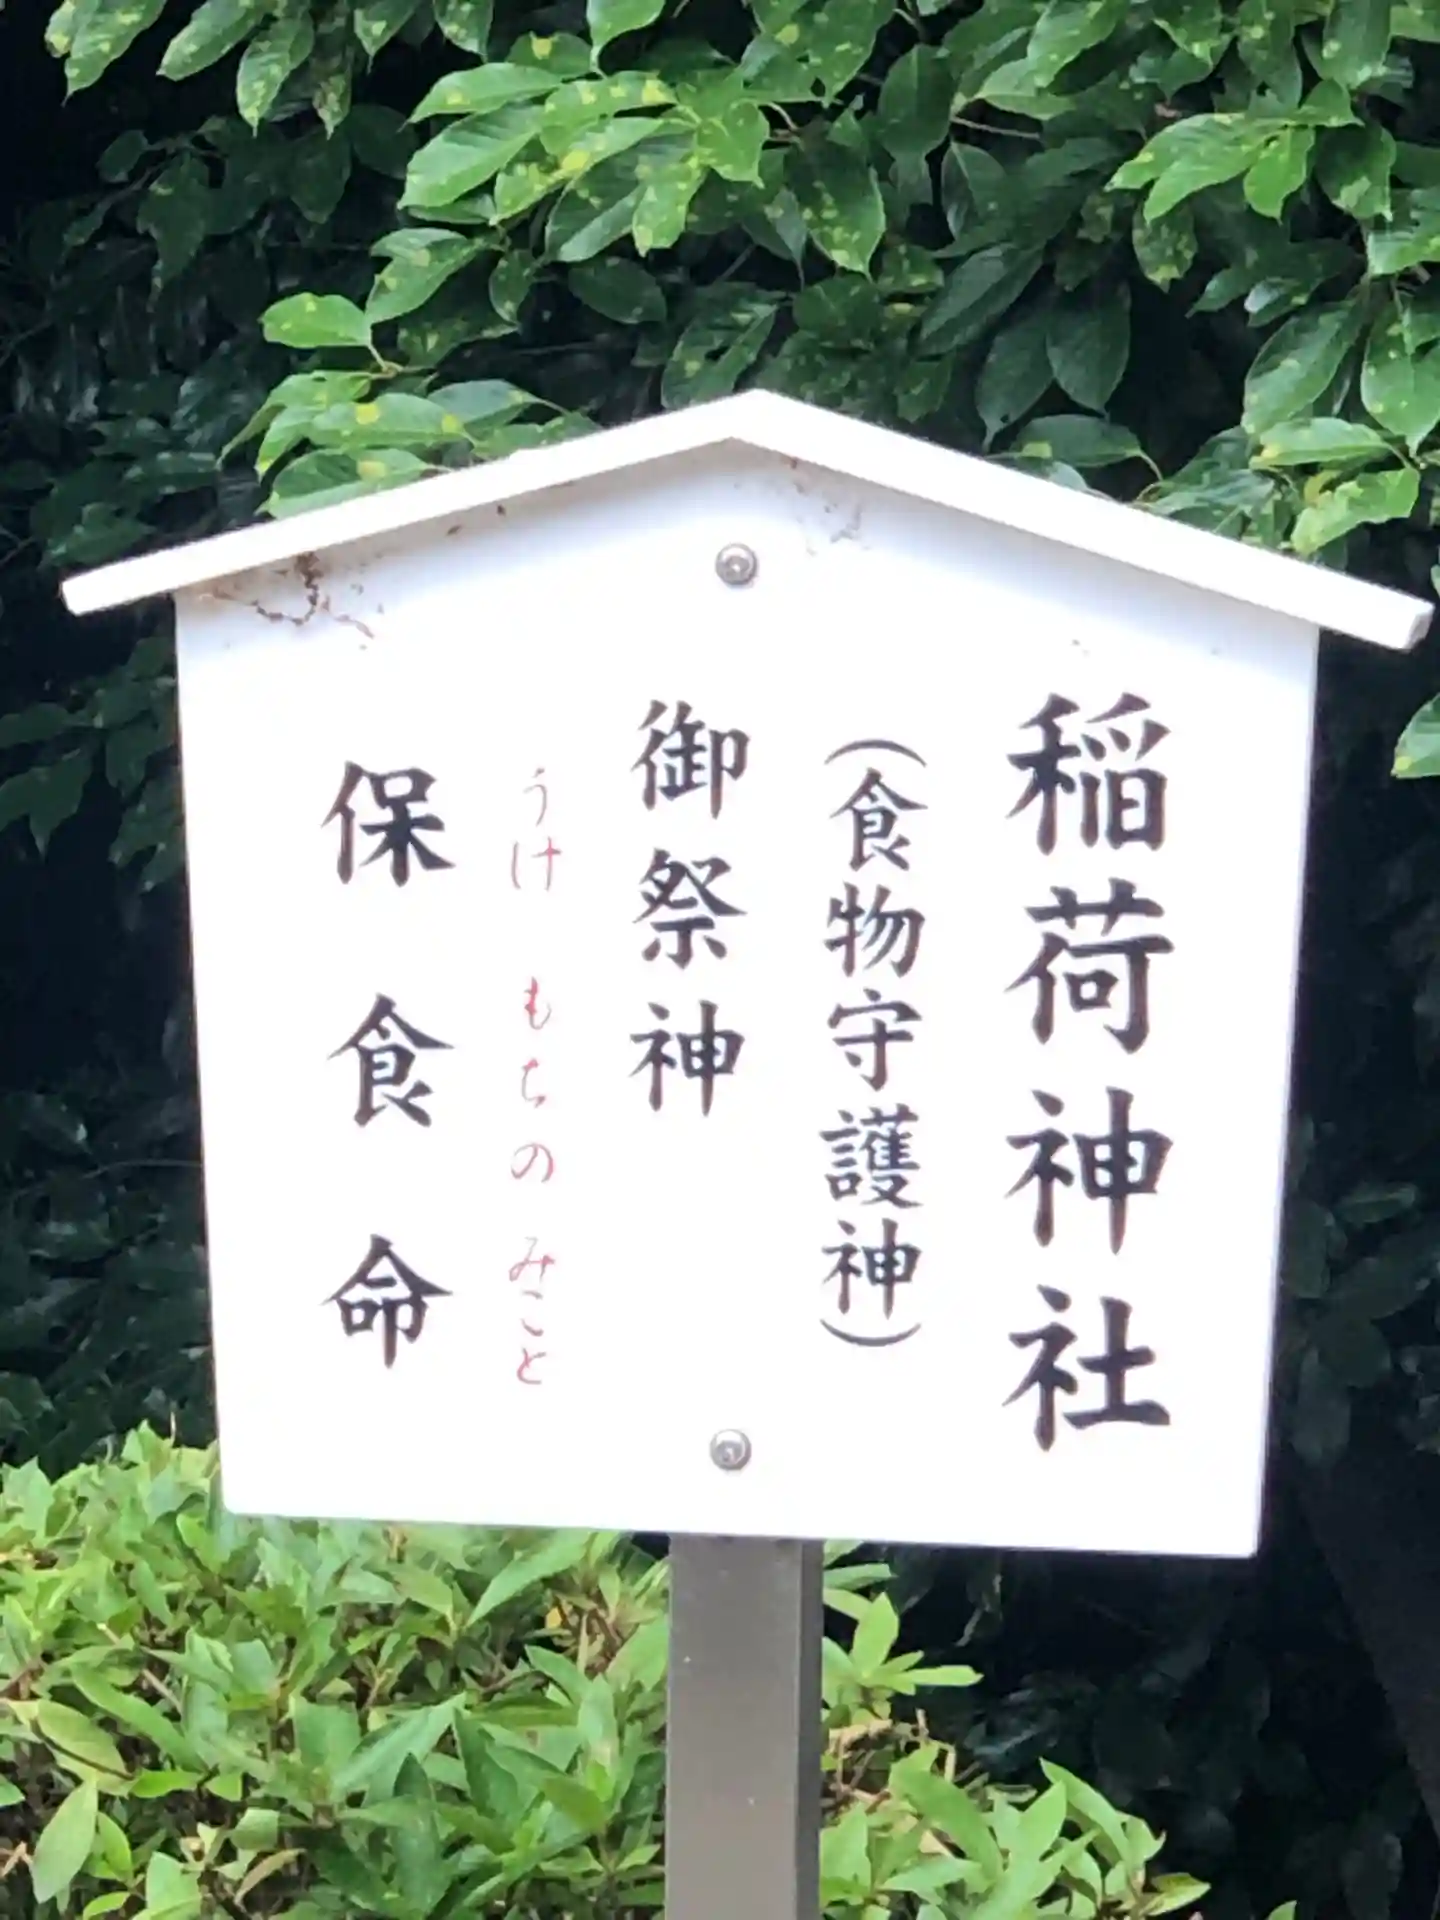 稲荷神社
(食物守護神)
御祭神
うけ もちの みこと
保食命